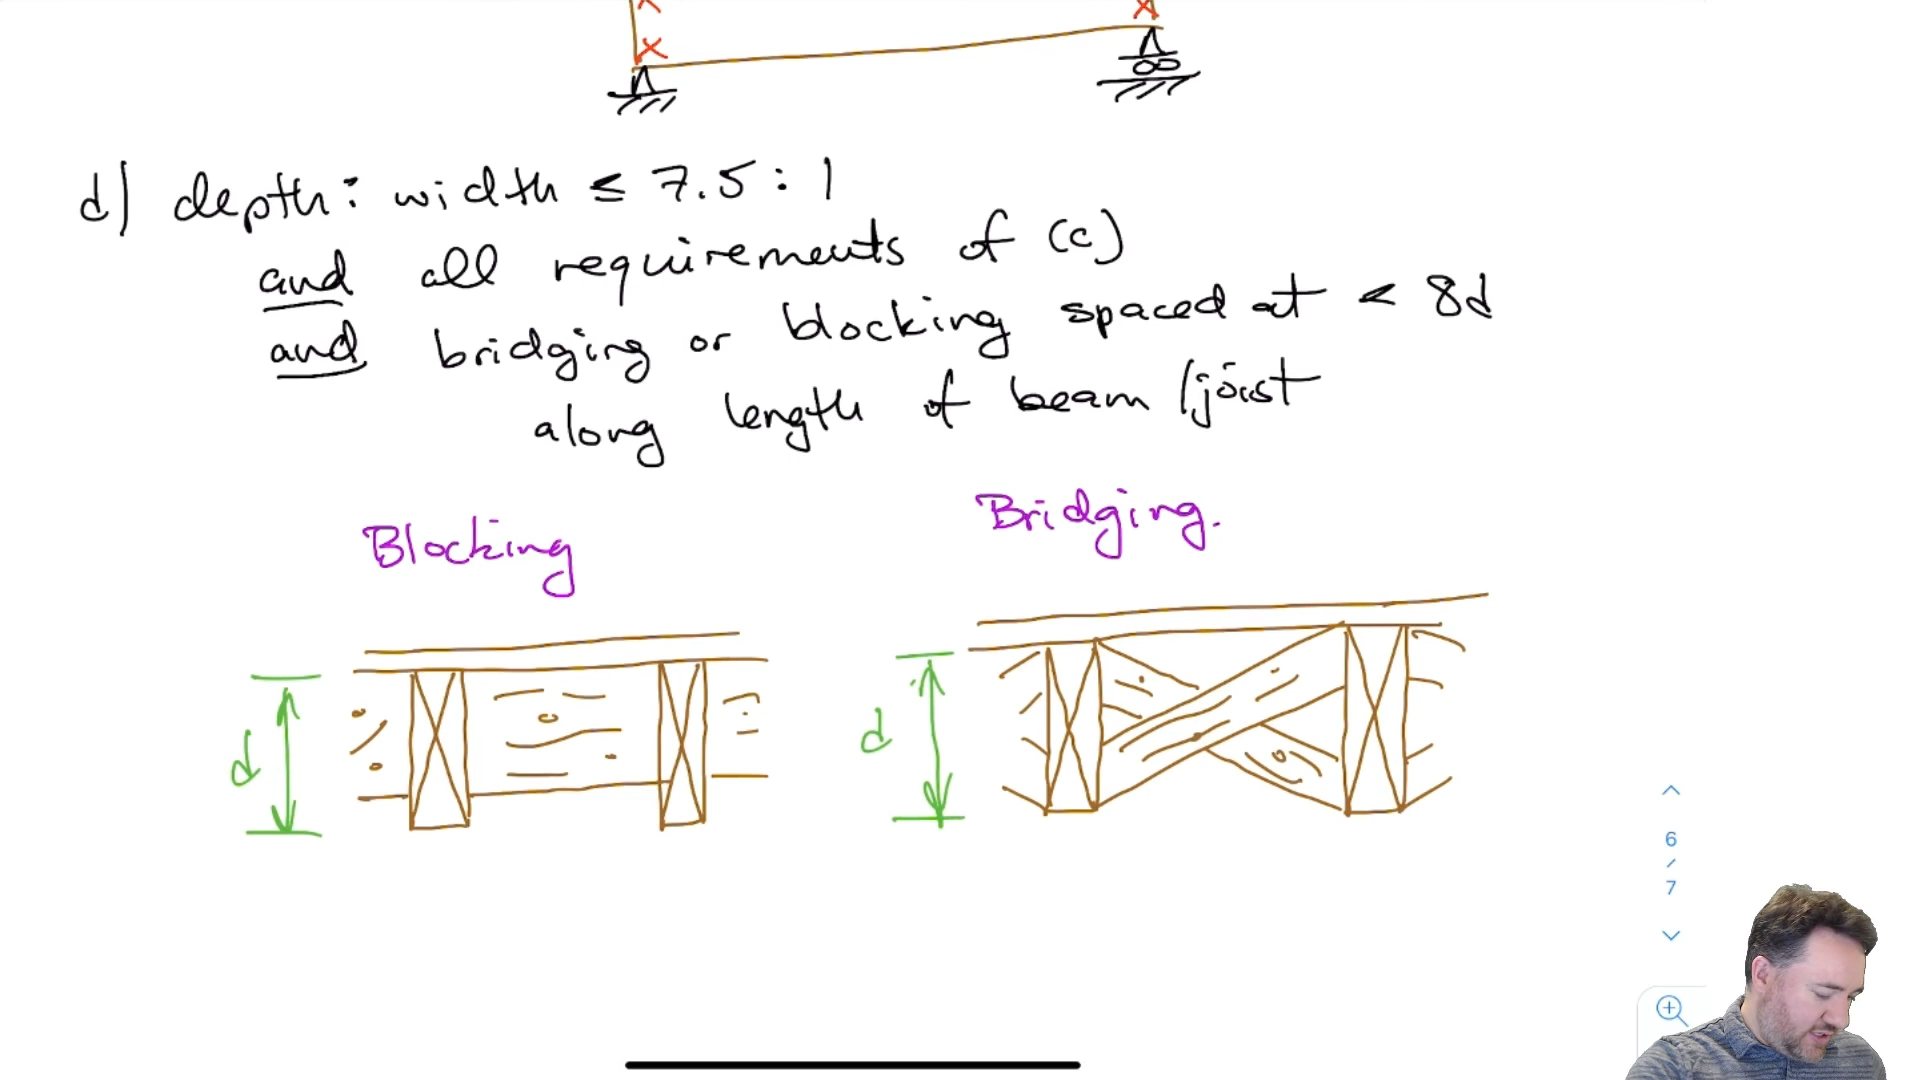 d) depth : width ≤ 7.5 : 1
and all requirements of (c)
and bridging or blocking spaced at < 8d
along length of beam / joist
Blocking
Bridging.
d
d
6
/
7